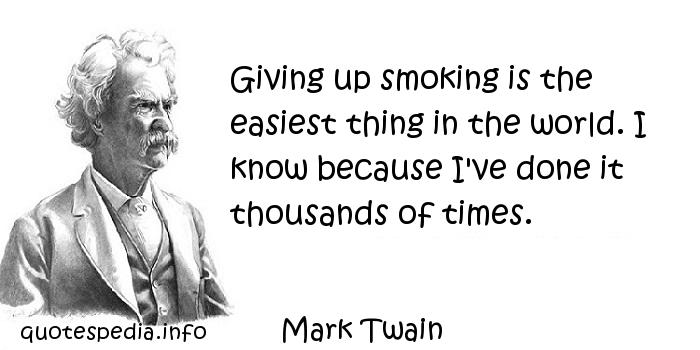 Giving up smoking is the
easiest thing in the world. I
know because I've done it
thousands of times.
quotespedia.info
Mark Twain